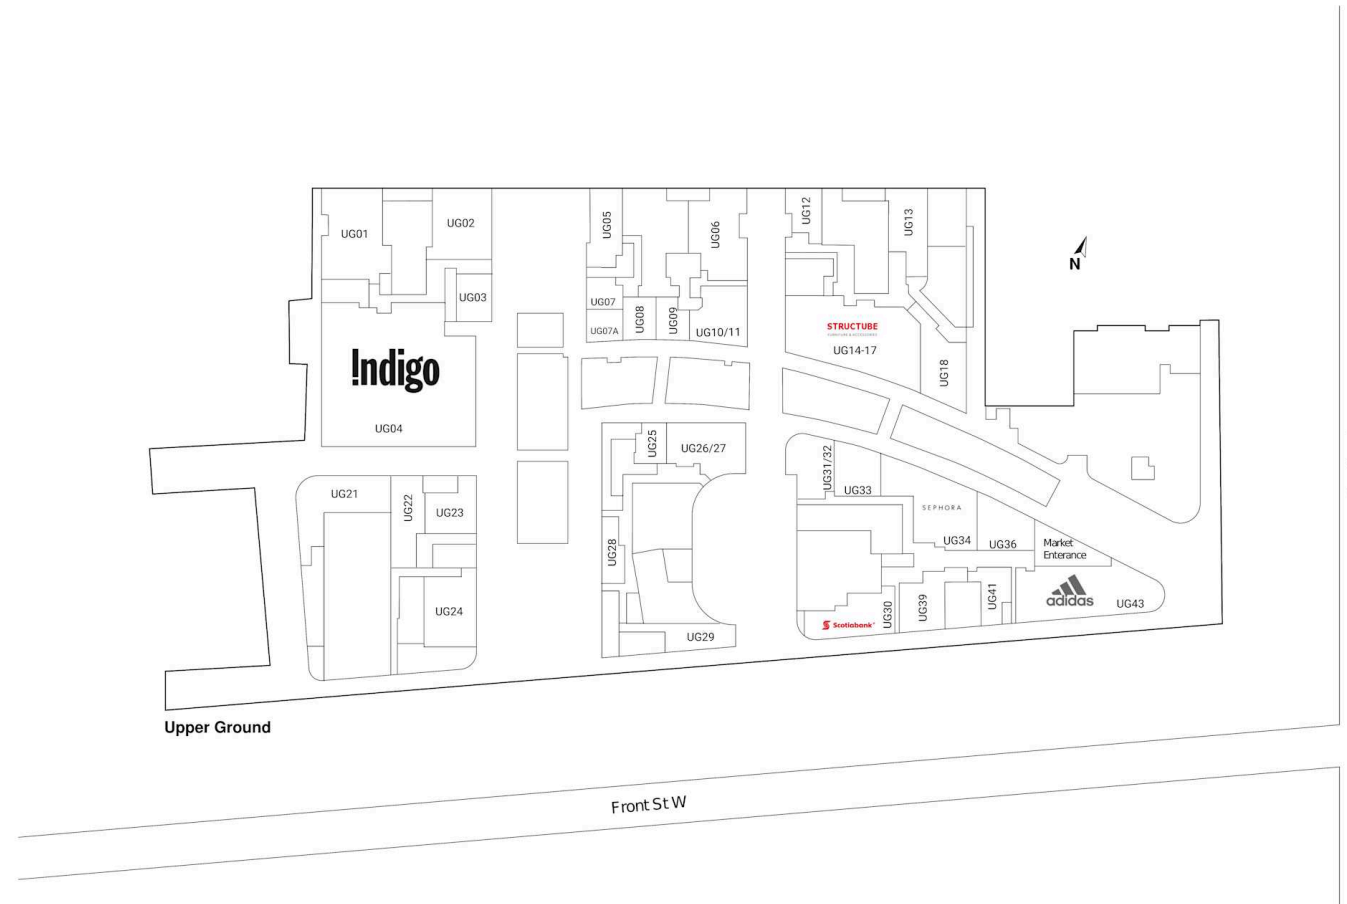 UG01
UG02
UG03
Indigo
UG04
UG05
UG06
UG07
UG07A
UG08
UG09
UG10/11
UG12
UG13
STRUCTUBE
FURNITURE & ACCESSORIES
UG14-17
UG18
N
UG21
UG22
UG23
UG24
UG25
UG26/27
UG28
UG29
UG31/32
UG33
SEPHORA
UG34
UG36
Market
Enterance
Scotiabank
UG30
UG39
UG41
adidas
UG43
Upper Ground
Front St W